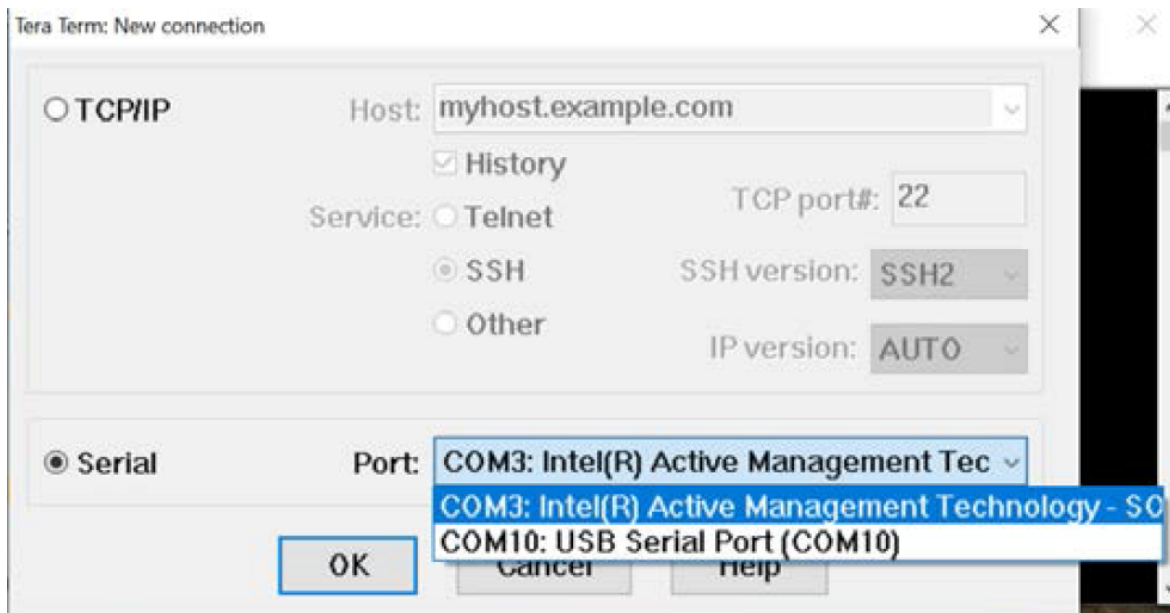 Tera Term: New connection
TCP/IP
Host: myhost.example.com
History
Service: Telnet
TCP port#: 22
SSH
SSH version: SSH2
Other
IP version: AUTO
Serial
Port: COM3: Intel(R) Active Management Tec
COM3: Intel(R) Active Management Technology - SO
COM10: USB Serial Port (COM10)
OK
Cancel
Help